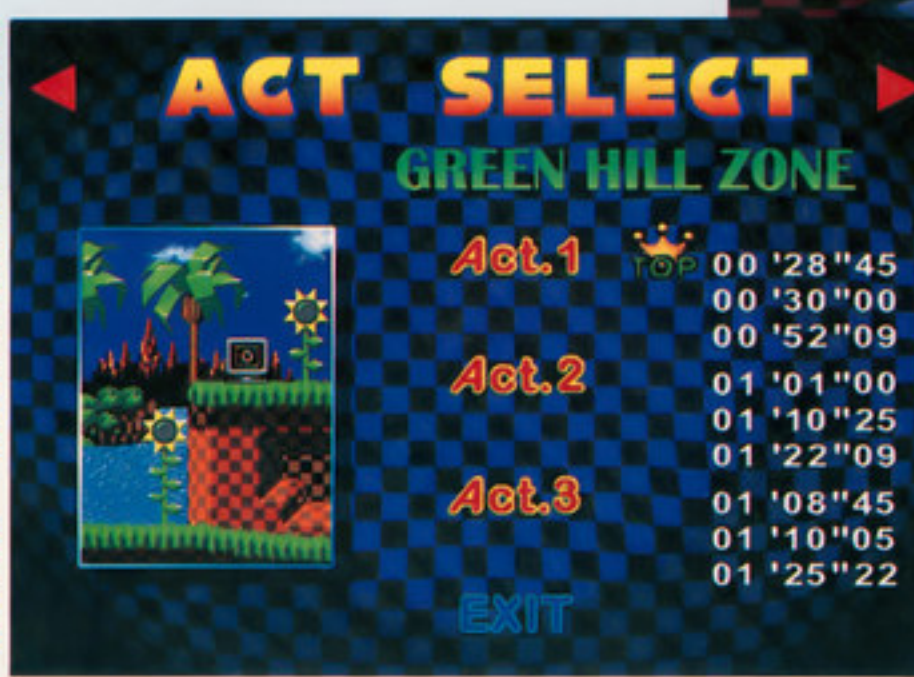 ACT SELECT
GREEN HILL ZONE
Act.1 TOP 00 '28"45
00 '30"00
00 '52"09
Act.2 01 '01"00
01 '10"25
01 '22"09
Act.3 01 '08"45
01 '10"05
01 '25"22
EXIT